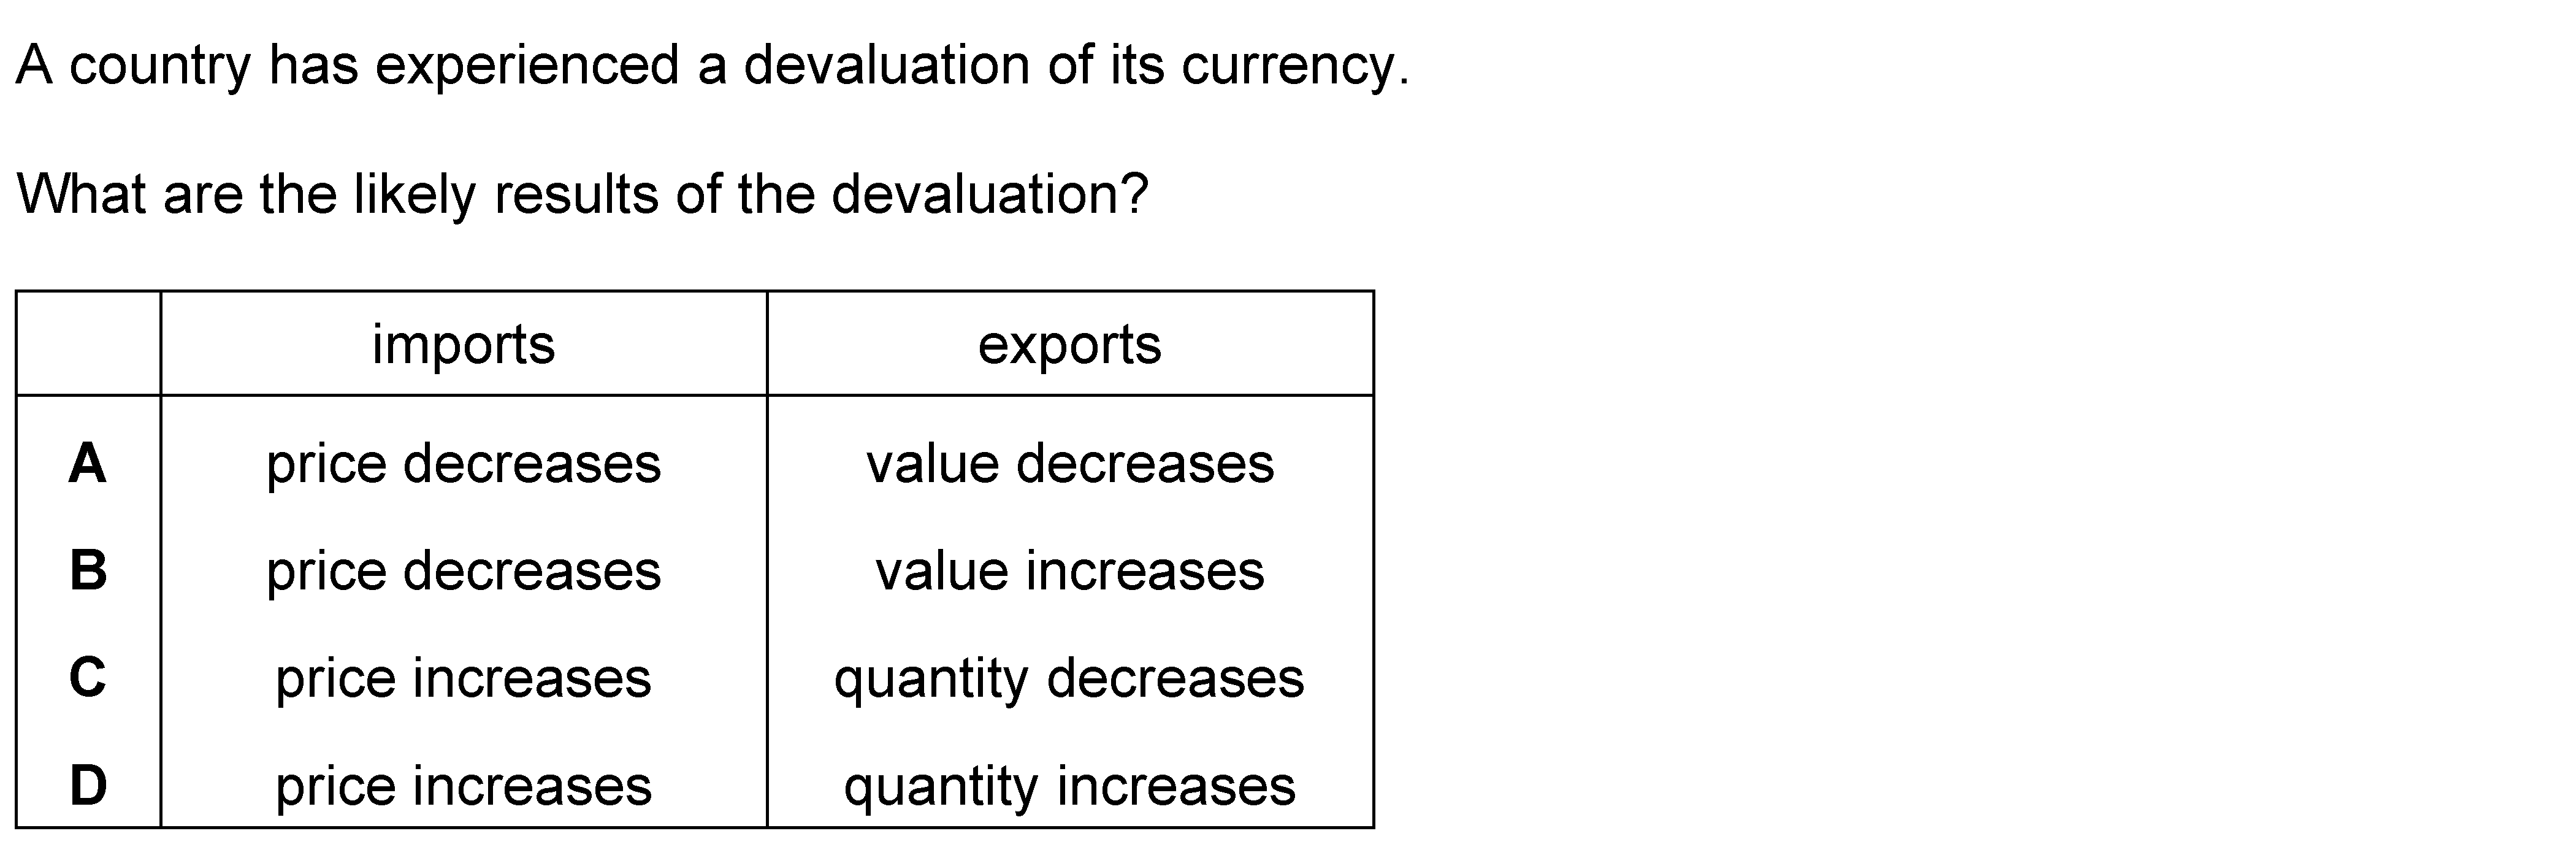 A country has experienced a devaluation of its currency.
What are the likely results of the devaluation?
imports exports
A price decreases value decreases
B price decreases value increases
C price increases quantity decreases
D price increases quantity increases